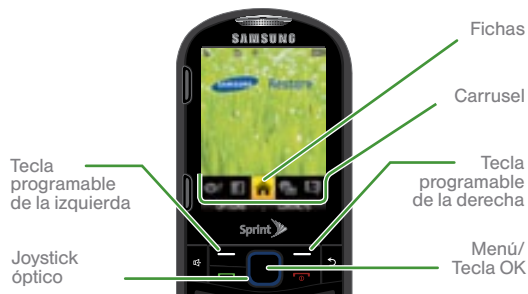 SAMSUNG
Fichas
SAMSUNG Restore
Carrusel
Tecla
programable
de la izquierda
Tecla
programable
de la derecha
Sprint
Joystick
óptico
Menú/
Tecla OK